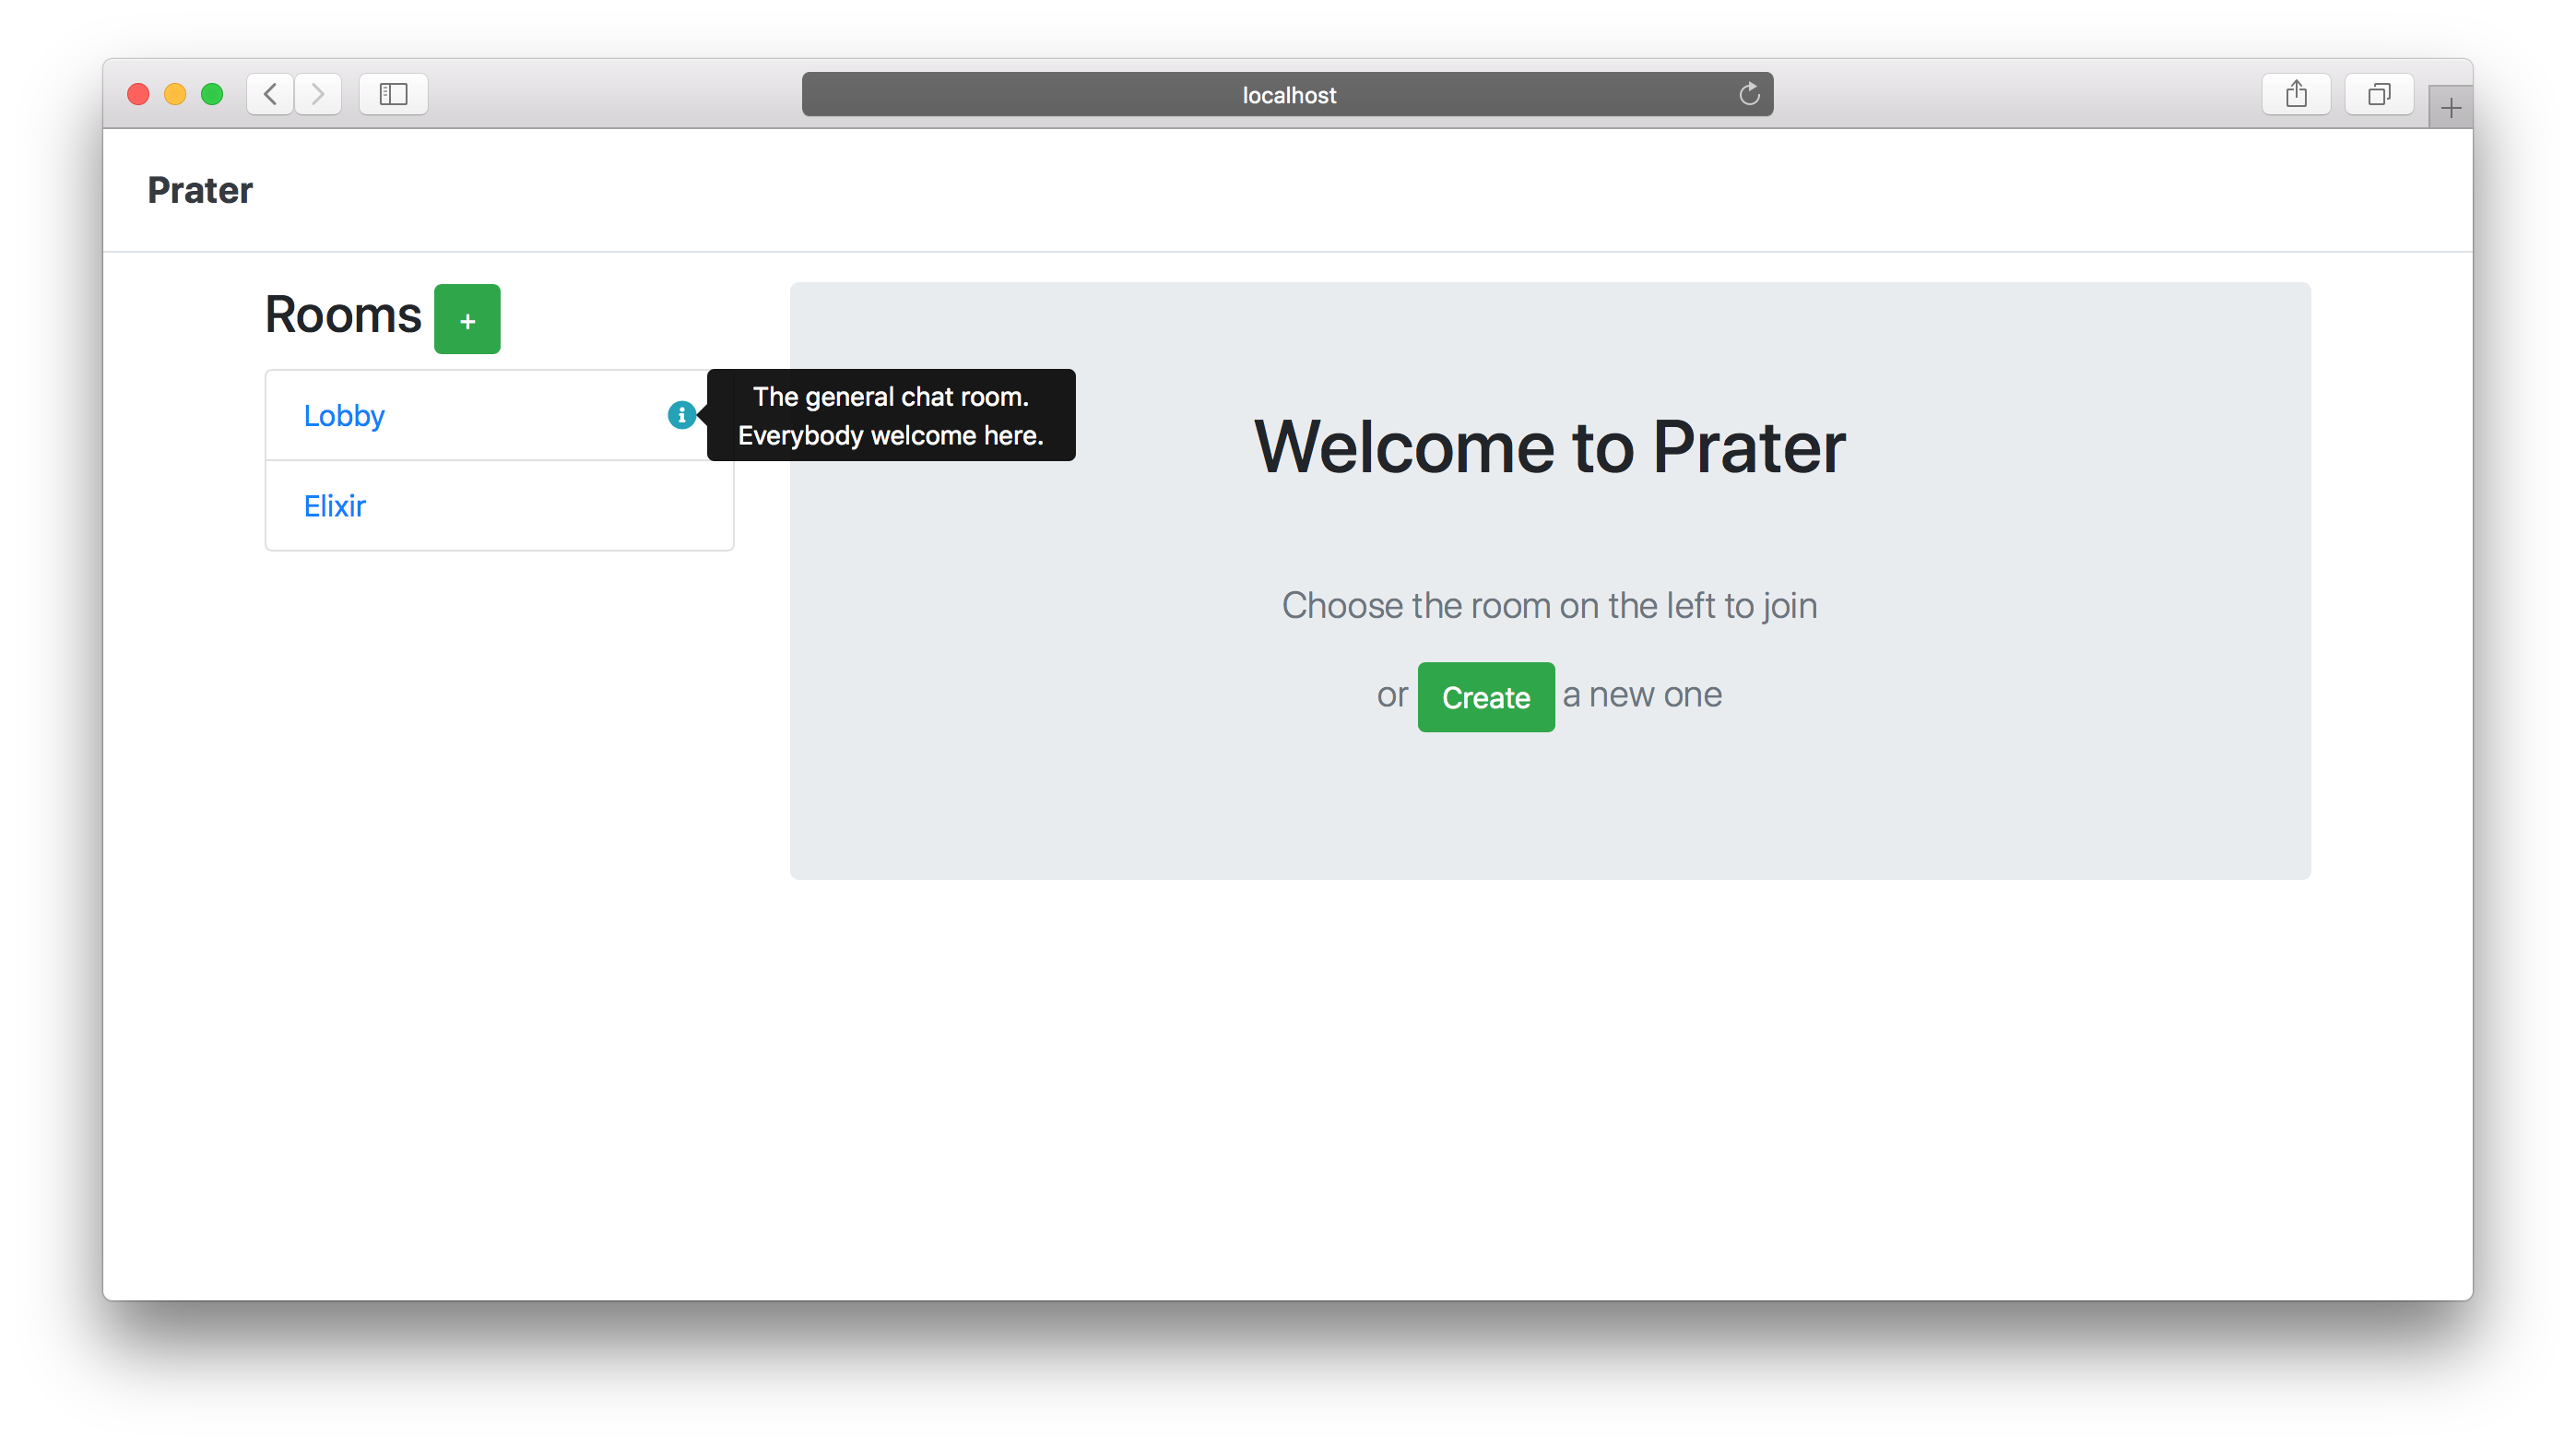 localhost
Prater
Rooms +
Lobby
The general chat room.
Everybody welcome here.
Elixir
Welcome to Prater
Choose the room on the left to join
or Create a new one